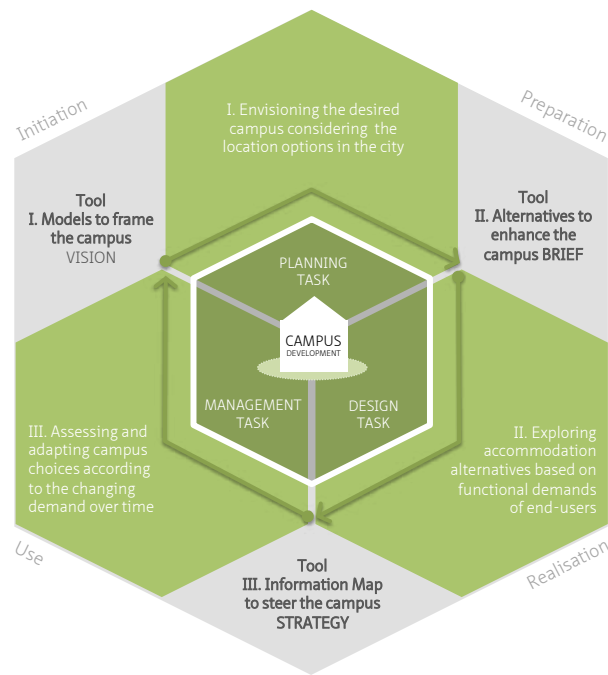 Initiation
Preparation
I. Envisioning the desired
campus considering the
location options in the city
Tool
I. Models to frame
the campus
VISION
Tool
II. Alternatives to
enhance the
campus BRIEF
PLANNING
TASK
CAMPUS
DEVELOPMENT
MANAGEMENT
TASK
DESIGN
TASK
III. Assessing and
adapting campus
choices according
to the changing
demand over time
II. Exploring
accommodation
alternatives based on
functional demands
of end-users
Use
Realisation
Tool
III. Information Map
to steer the campus
STRATEGY